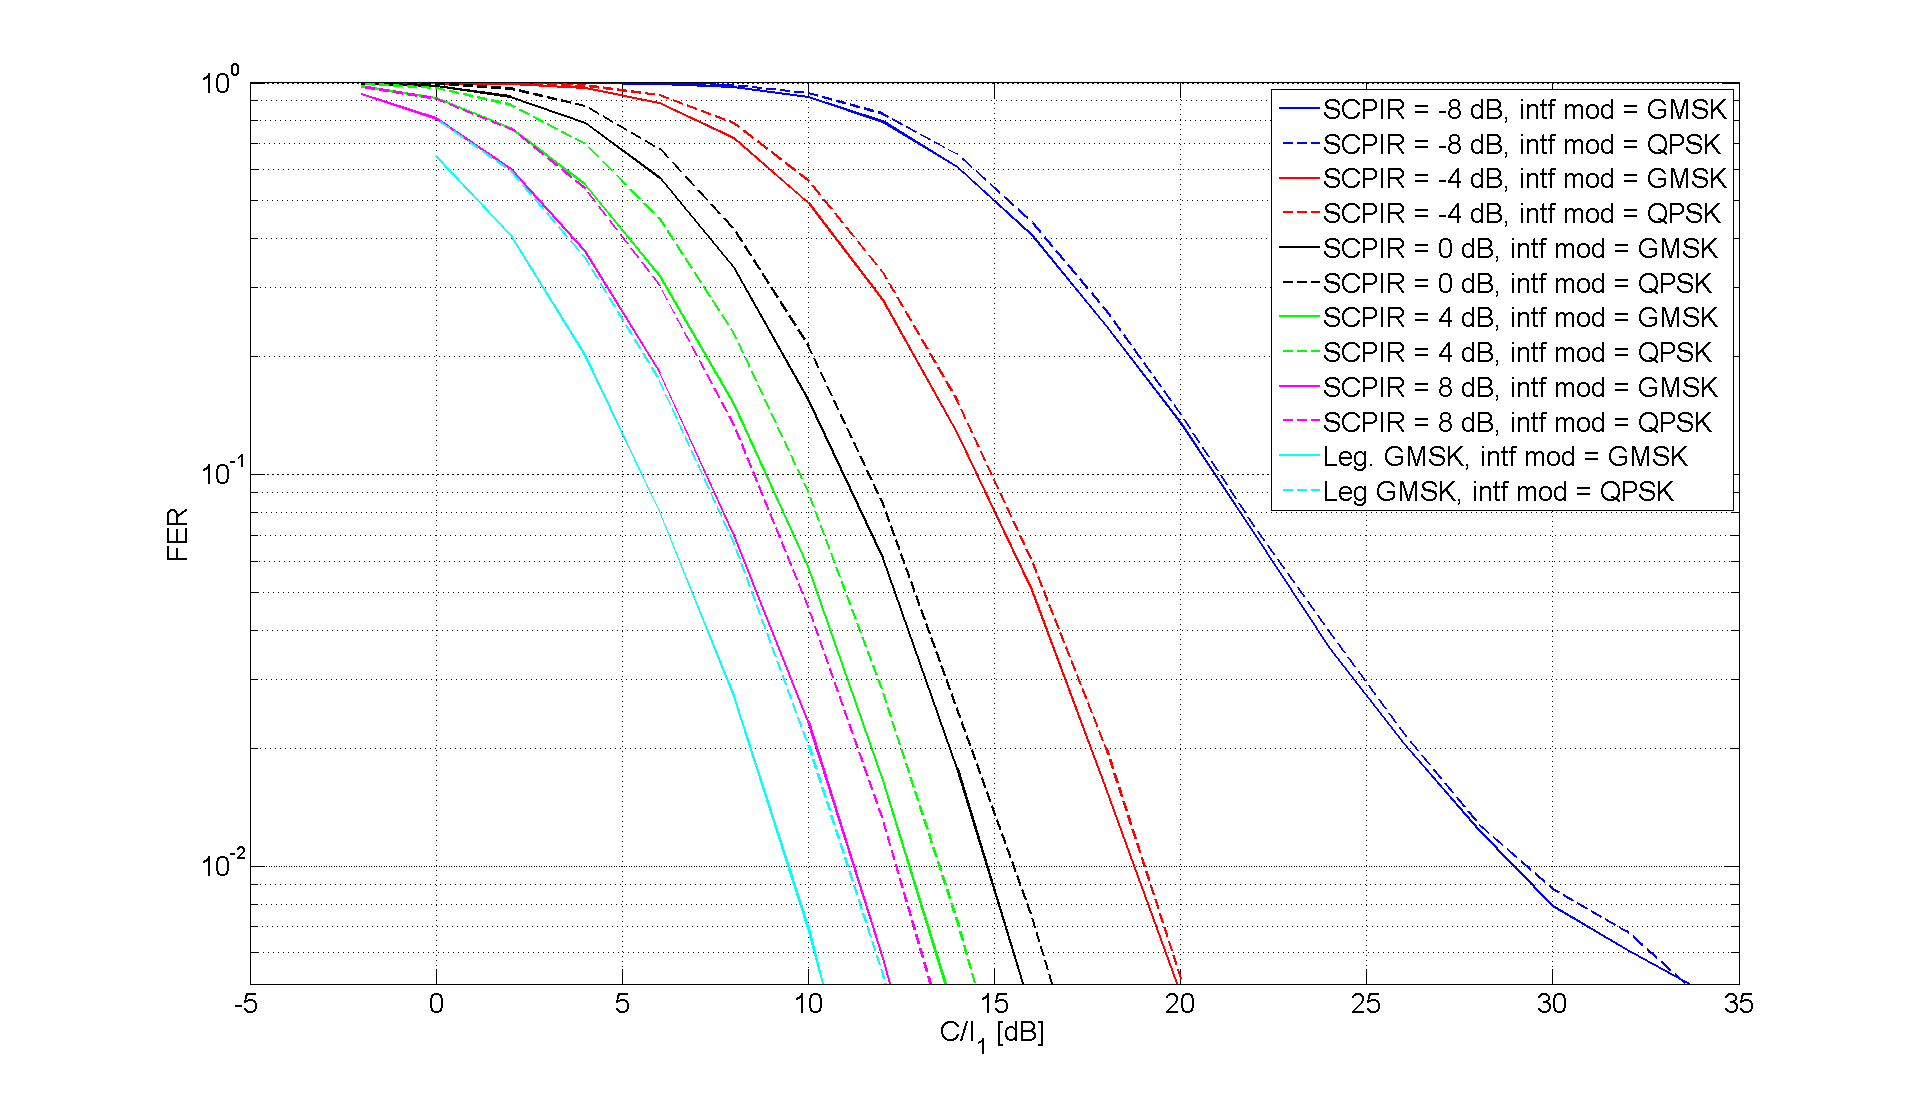 10^0
10^-1
10^-2
FER
-5 0 5 10 15 20 25 30 35
C/I_1 [dB]
SCPIR = -8 dB, intf mod = GMSK
SCPIR = -8 dB, intf mod = QPSK
SCPIR = -4 dB, intf mod = GMSK
SCPIR = -4 dB, intf mod = QPSK
SCPIR = 0 dB, intf mod = GMSK
SCPIR = 0 dB, intf mod = QPSK
SCPIR = 4 dB, intf mod = GMSK
SCPIR = 4 dB, intf mod = QPSK
SCPIR = 8 dB, intf mod = GMSK
SCPIR = 8 dB, intf mod = QPSK
Leg. GMSK, intf mod = GMSK
Leg GMSK, intf mod = QPSK